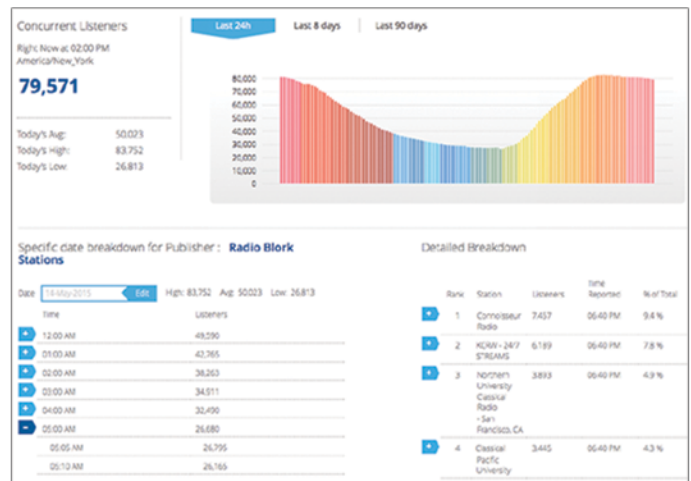 Concurrent Listeners
Last 24h
Last 8 days
Last 90 days
Right Now at 02:00 PM
America/New_York
79,571
Today's Avg: 50.023
Today's High: 83.752
Today's Low: 26.813
80,000
70,000
60,000
50,000
40,000
30,000
20,000
10,000
0
Specific date breakdown for Publisher : Radio Blork
Stations
Date 14-May-2015 Edit High: 83,752 Avg: 50.023 Low: 26.813
Time Listeners
12:00 AM 49,590
01:00 AM 42,765
02:00 AM 38,263
03:00 AM 34,911
04:00 AM 32,490
05:00 AM 26,680
05:05 AM 26,795
05:10 AM 26,165
Detailed Breakdown
Rank Station Listeners Time Reported % of Total
1 Connoisseur Radio 7.457 06:40 PM 9.4 %
2 - 24/7 STREAMS 6.189 06:40 PM 7.8 %
3 Northern University Classical Radio - San Francisco, CA 3.893 06:40 PM 4.9 %
4 Classical Pacific University 3.445 06:40 PM 4.3 %